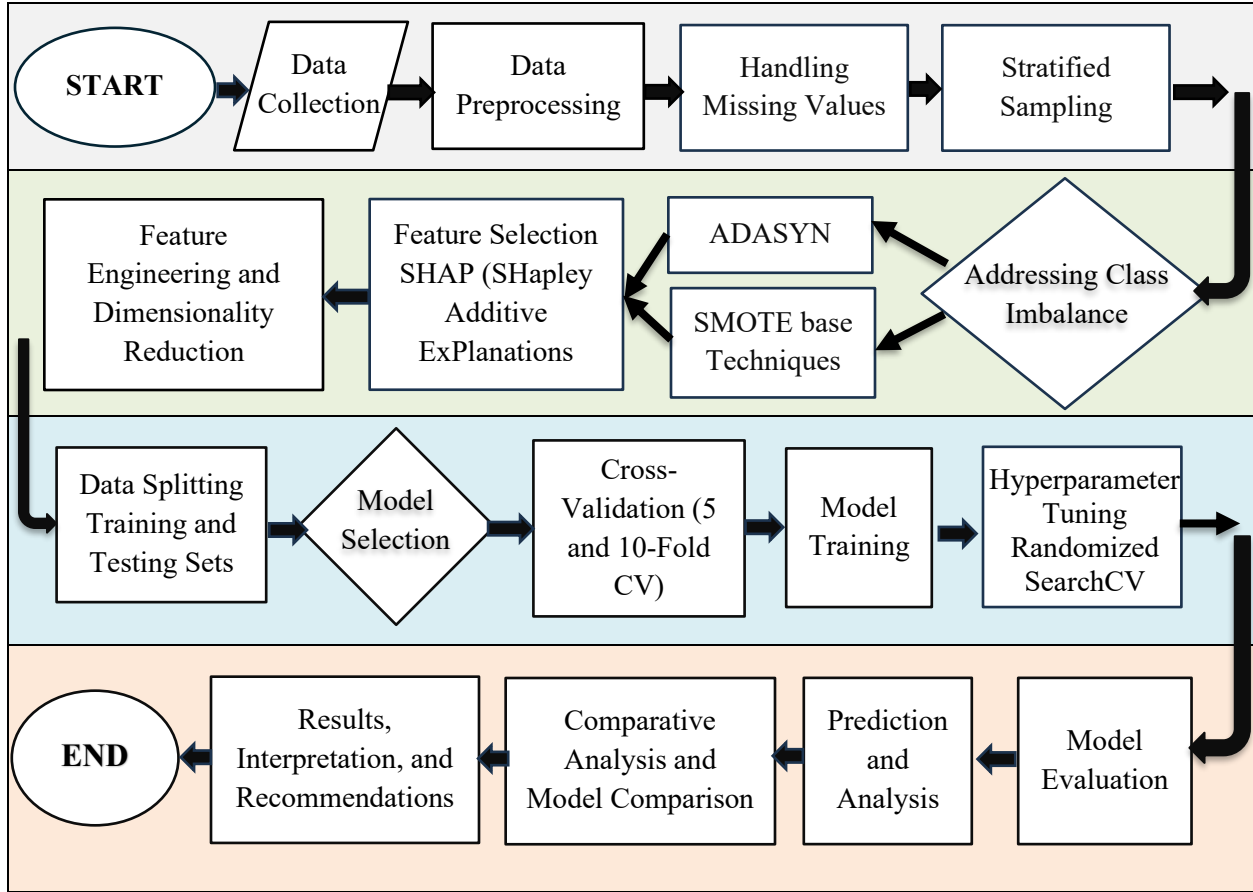 START
Data
Collection
Data
Preprocessing
Handling
Missing Values
Stratified
Sampling
Addressing Class
Imbalance
ADASYN
SMOTE base
Techniques
Feature Selection
SHAP (SHapley
Additive
ExPlanations
Feature
Engineering and
Dimensionality
Reduction
Data Splitting
Training and
Testing Sets
Model
Selection
Cross-
Validation (5
and 10-Fold
CV)
Model
Training
Hyperparameter
Tuning
Randomized
SearchCV
Model
Evaluation
Prediction
and
Analysis
Comparative
Analysis and
Model Comparison
Results,
Interpretation, and
Recommendations
END